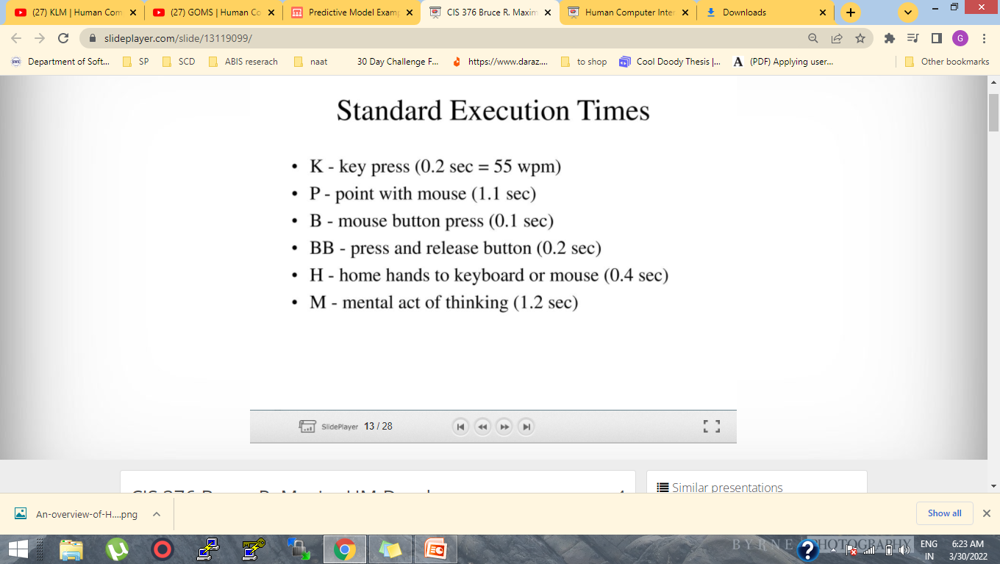 (27) KLM | Human Com
(27) GOMS | Human Co
Predictive Model Examp
CIS 376 Bruce R. Maxim
Human Computer Inter
Downloads
slideplayer.com/slide/13119099/
G
Department of Soft...
SP
SCD
ABIS reserach
naat
30 Day Challenge F...
https://www.daraz....
to shop
Cool Doody Thesis |...
A
(PDF) Applying user...
Other bookmarks
Standard Execution Times
• K - key press (0.2 sec = 55 wpm)
• P - point with mouse (1.1 sec)
• B - mouse button press (0.1 sec)
• BB - press and release button (0.2 sec)
• H - home hands to keyboard or mouse (0.4 sec)
• M - mental act of thinking (1.2 sec)
SlidePlayer 13 / 28
Similar presentations
An-overview-of-H....png
Show all
BYRNE PHOTOGRAPHY
ENG
IN
6:23 AM
3/30/2022